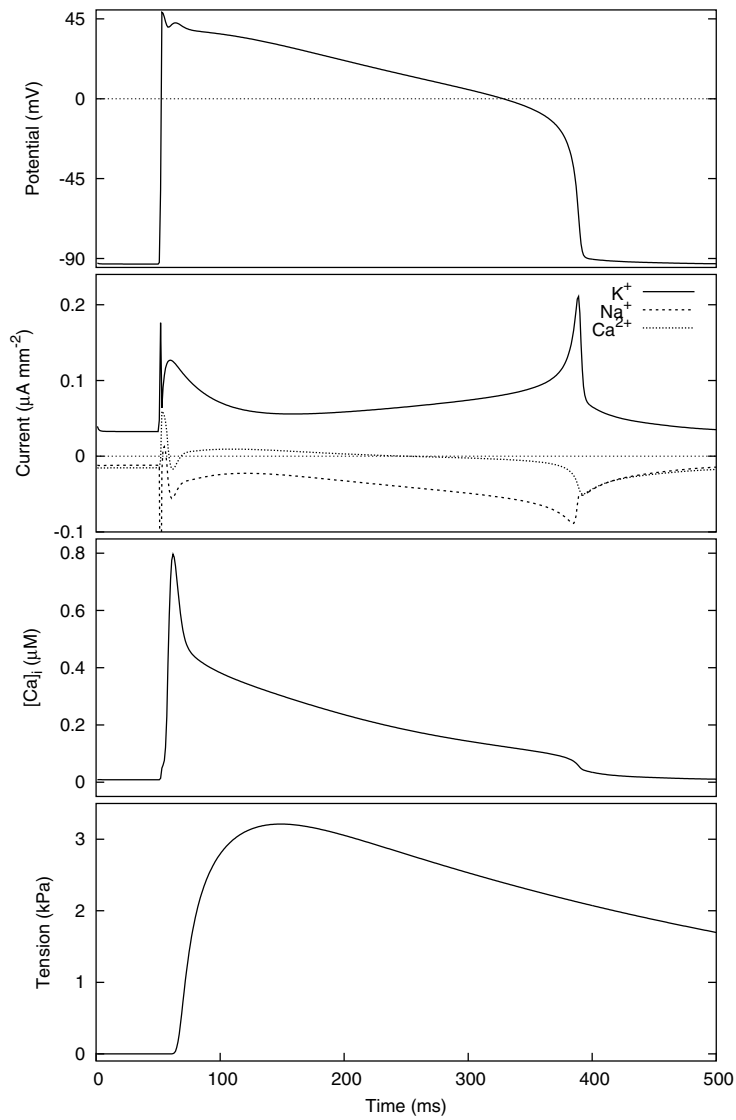 45
0
-45
-90
Potential (mV)
0.2
0.1
0
-0.1
Current (μA mm-2)
K+
Na+
Ca2+
0.8
0.6
0.4
0.2
0
[Ca]i (μM)
3
2
1
0
Tension (kPa)
0 100 200 300 400 500
Time (ms)